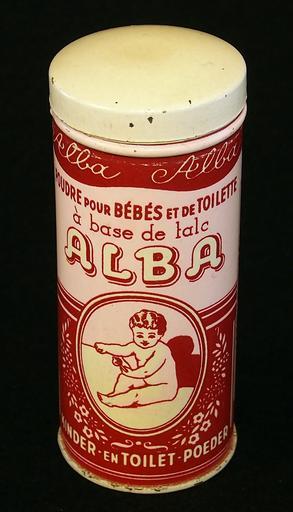 Alba Alba
POUDRE POUR BÉBÉS ET DE TOILETTE
à base de talc
ALBA
KINDER-EN TOILET-POEDER